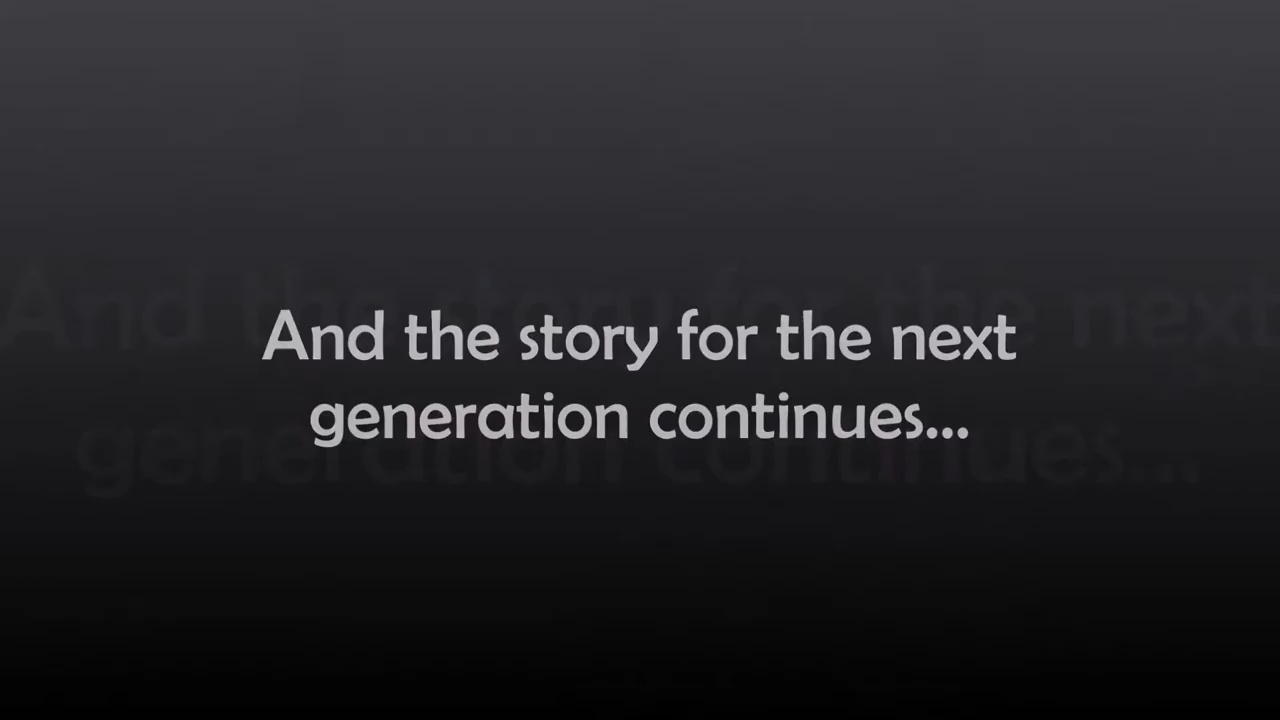 And the story for the next
generation continues...